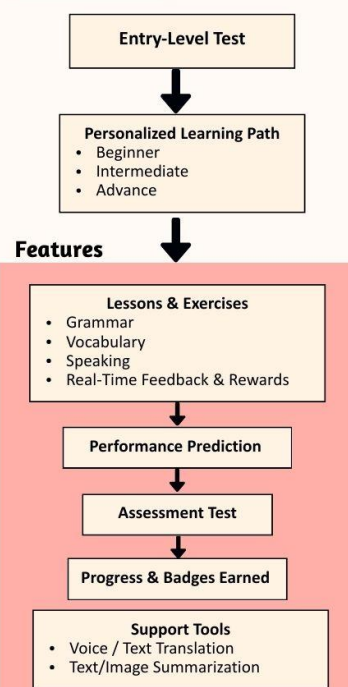 Entry-Level Test
Personalized Learning Path
• Beginner
• Intermediate
• Advance
Features
Lessons & Exercises
• Grammar
• Vocabulary
• Speaking
• Real-Time Feedback & Rewards
Performance Prediction
Assessment Test
Progress & Badges Earned
Support Tools
• Voice / Text Translation
• Text/Image Summarization